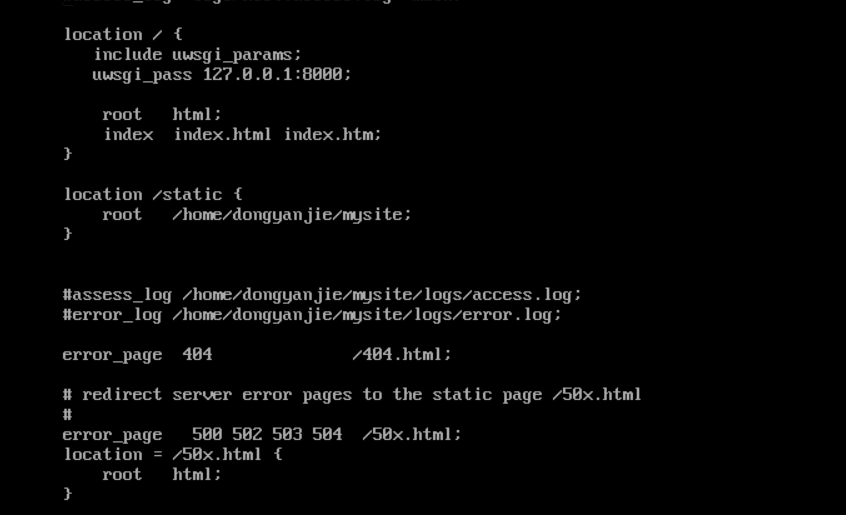 location / {
include uwsgi_params;
uwsgi_pass 127.0.0.1:8000;
root html;
index index.html index.htm;
}
location /static {
root /home/dongyanjie/mysite;
}
#assess_log /home/dongyanjie/mysite/logs/access.log;
#error_log /home/dongyanjie/mysite/logs/error.log;
error_page 404 /404.html;
# redirect server error pages to the static page /50x.html
#
error_page 500 502 503 504 /50x.html;
location = /50x.html {
root html;
}